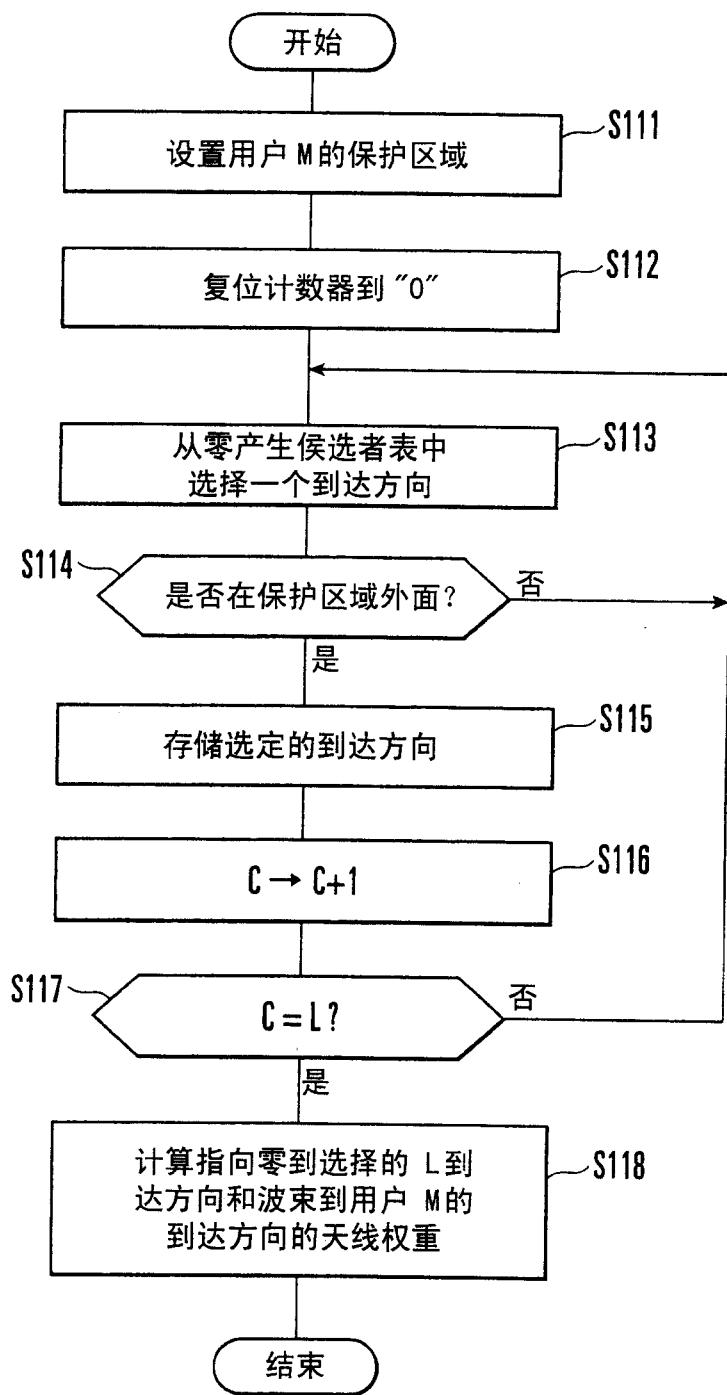 开始
S111
设置用户 M的保护区域
S112
复位计数器到 "0"
S113
从零产生候选者表中
选择一个到达方向
S114
是否在保护区域外面?
否
是
S115
存储选定的到达方向
S116
C → C+1
S117
C = L?
否
是
S118
计算指向零到选择的 L到
达方向和波束到用户 M的
到达方向的天线权重
结束